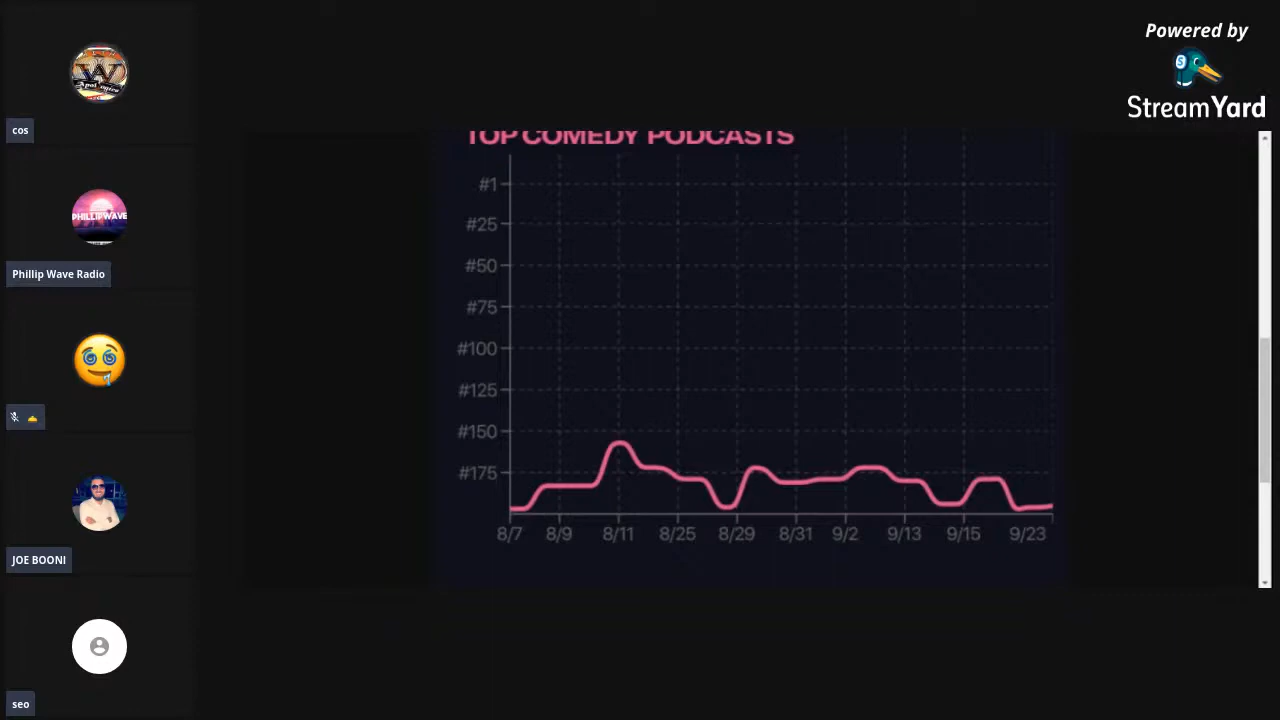 Powered by
StreamYard
cos
PHILLIPWAVE
Phillip Wave Radio
JOE BOONI
seo
TOP COMEDY PODCASTS
#1
#25
#50
#75
#100
#125
#150
#175
8/7 8/9 8/11 8/25 8/29 8/31 9/2 9/13 9/15 9/23